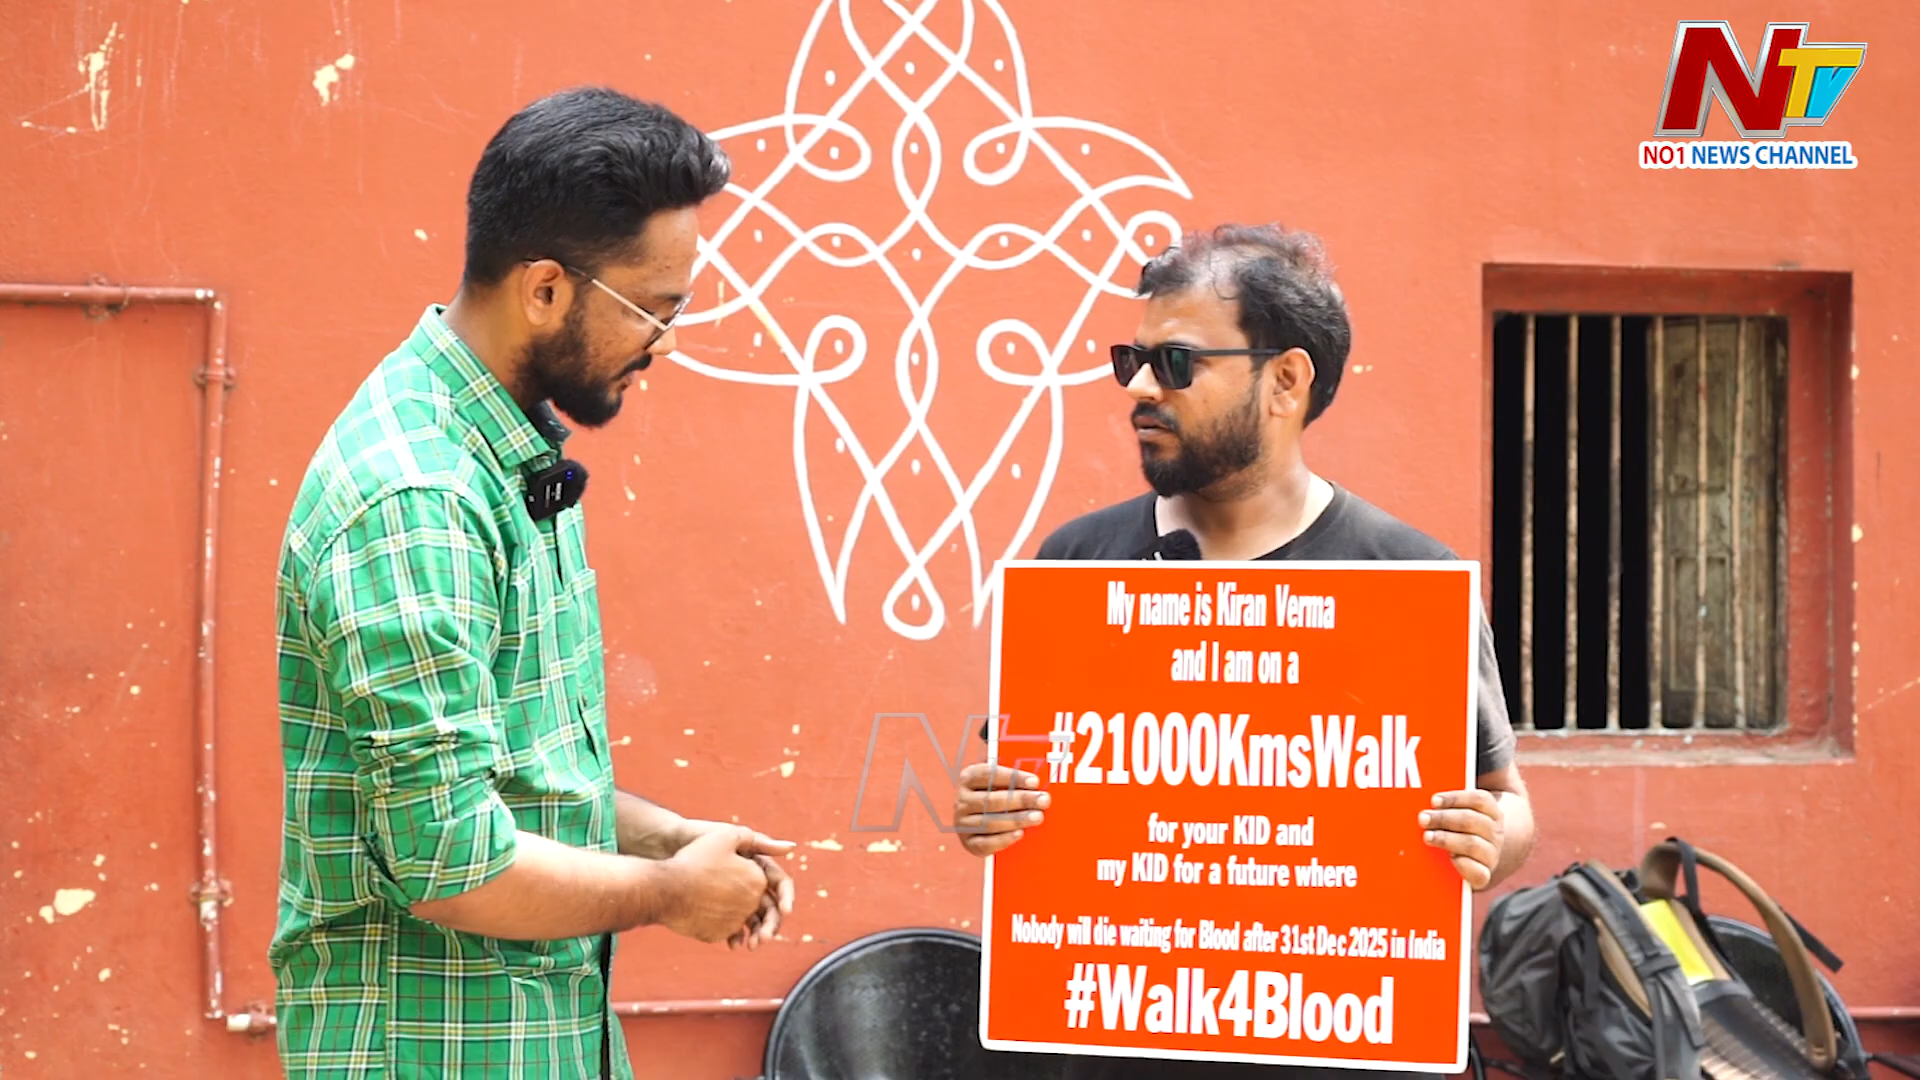 NTV
NO1 NEWS CHANNEL
My name is Kiran Verma
and I am on a
#21000KmsWalk
for your KID and
my KID for a future where
Nobody will die waiting for Blood after 31st Dec 2025 in India
#Walk4Blood
NTV